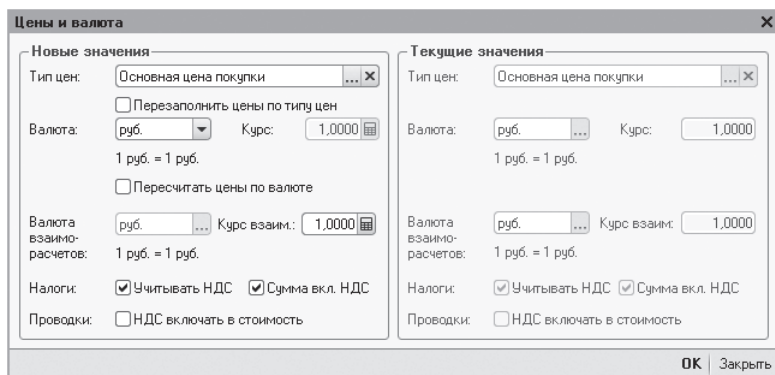 Цены и валюта
Новые значения
Тип цен: Основная цена покупки ...
Перезаполнить цены по типу цен
Валюта: руб. Курс: 1,0000
1 руб. = 1 руб.
Пересчитать цены по валюте
Валюта взаимо-расчетов: руб. ... Курс взаим.: 1,0000
1 руб. = 1 руб.
Налоги: Учитывать НДС Сумма вкл. НДС
Проводки: НДС включать в стоимость
Текущие значения
Тип цен: Основная цена покупки ...
Валюта: руб. ... Курс: 1,0000
1 руб. = 1 руб.
Валюта взаимо-расчетов: руб. ... Курс взаим: 1,0000
1 руб. = 1 руб.
Налоги: Учитывать НДС Сумма вкл. НДС
Проводки: НДС включать в стоимость
OK Закрыть